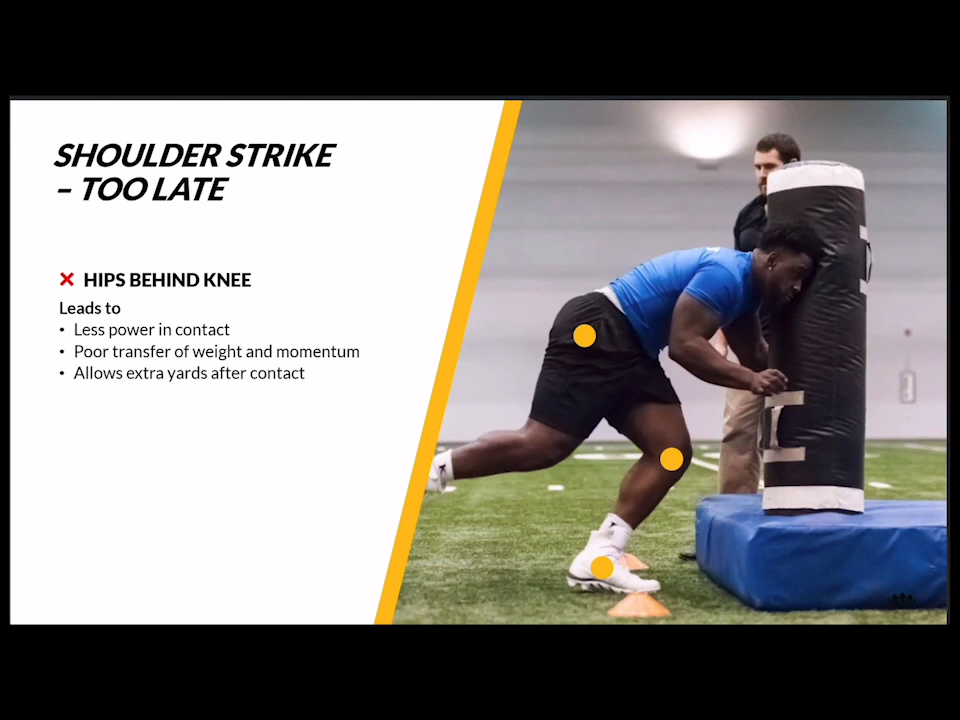 SHOULDER STRIKE
– TOO LATE
× HIPS BEHIND KNEE
Leads to
• Less power in contact
• Poor transfer of weight and momentum
• Allows extra yards after contact